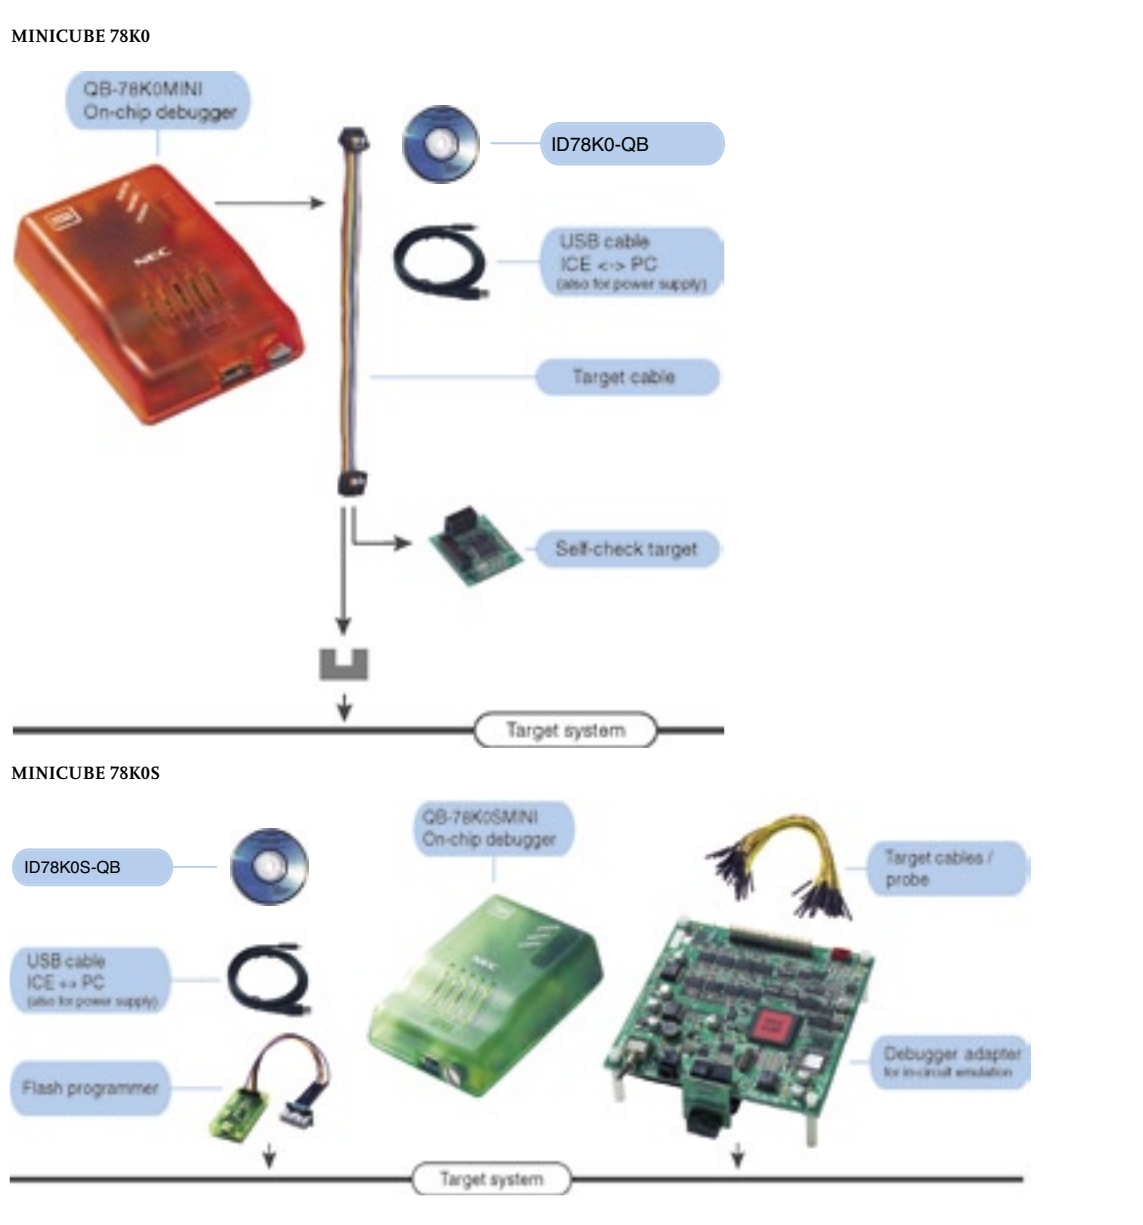 MINICUBE 78K0
QB-78K0MINI
On-chip debugger
ID78K0-QB
USB cable
ICE <-> PC
(also for power supply)
NEC
Target cable
Self-check target
Target system
MINICUBE 78K0S
QB-78K0SMINI
On-chip debugger
Target cables /
probe
ID78K0S-QB
USB cable
ICE ↔ PC
(also for power supply)
NEC
Flash programmer
Debugger adapter
for in-circuit emulation
Target system